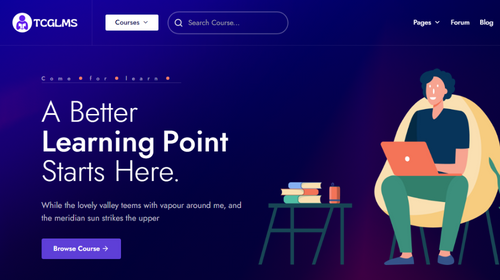 TCGLMS
Courses
Search Course...
Pages
Forum
Blog
Come • for • learn •
A Better
Learning Point
Starts Here.
While the lovely valley teems with vapour around me, and
the meridian sun strikes the upper
Browse Course →